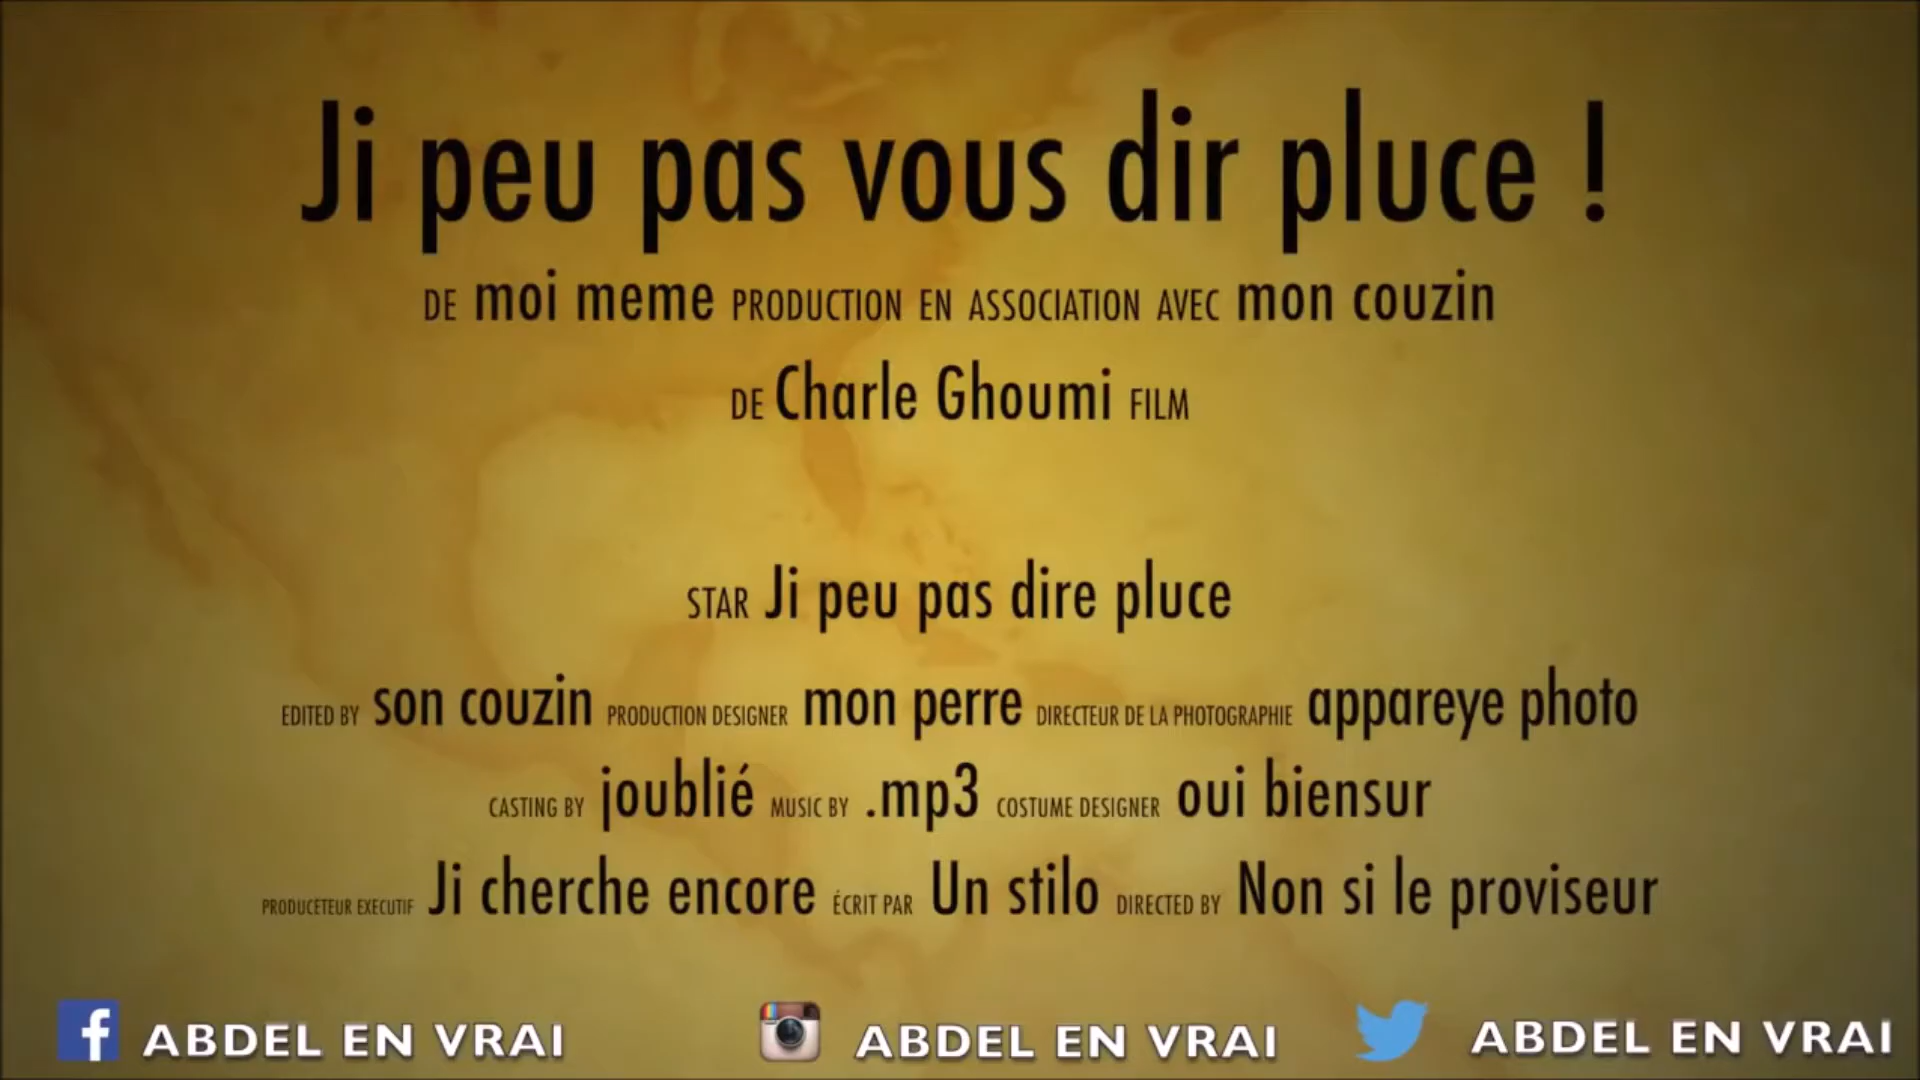 Ji peu pas vous dir pluce !
DE moi meme PRODUCTION EN ASSOCIATION AVEC mon couzin
DE Charle Ghoumi FILM
STAR Ji peu pas dire pluce
EDITED BY son couzin PRODUCTION DESIGNER mon perre DIRECTEUR DE LA PHOTOGRAPHIE appareye photo
CASTING BY joublié MUSIC BY .mp3 COSTUME DESIGNER oui biensur
PRODUCETEUR EXECUTIF Ji cherche encore ÉCRIT PAR Un stilo DIRECTED BY Non si le proviseur
ABDEL EN VRAI ABDEL EN VRAI ABDEL EN VRAI